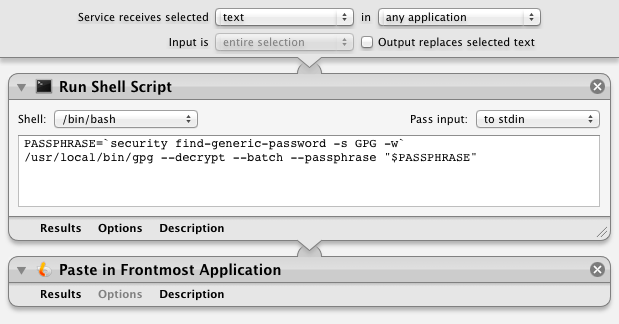 Service receives selected text in any application
Input is entire selection Output replaces selected text
Run Shell Script
Shell: /bin/bash Pass input: to stdin
PASSPHRASE=`security find-generic-password -s GPG -w`
/usr/local/bin/gpg --decrypt --batch --passphrase "$PASSPHRASE"
Results Options Description
Paste in Frontmost Application
Results Options Description